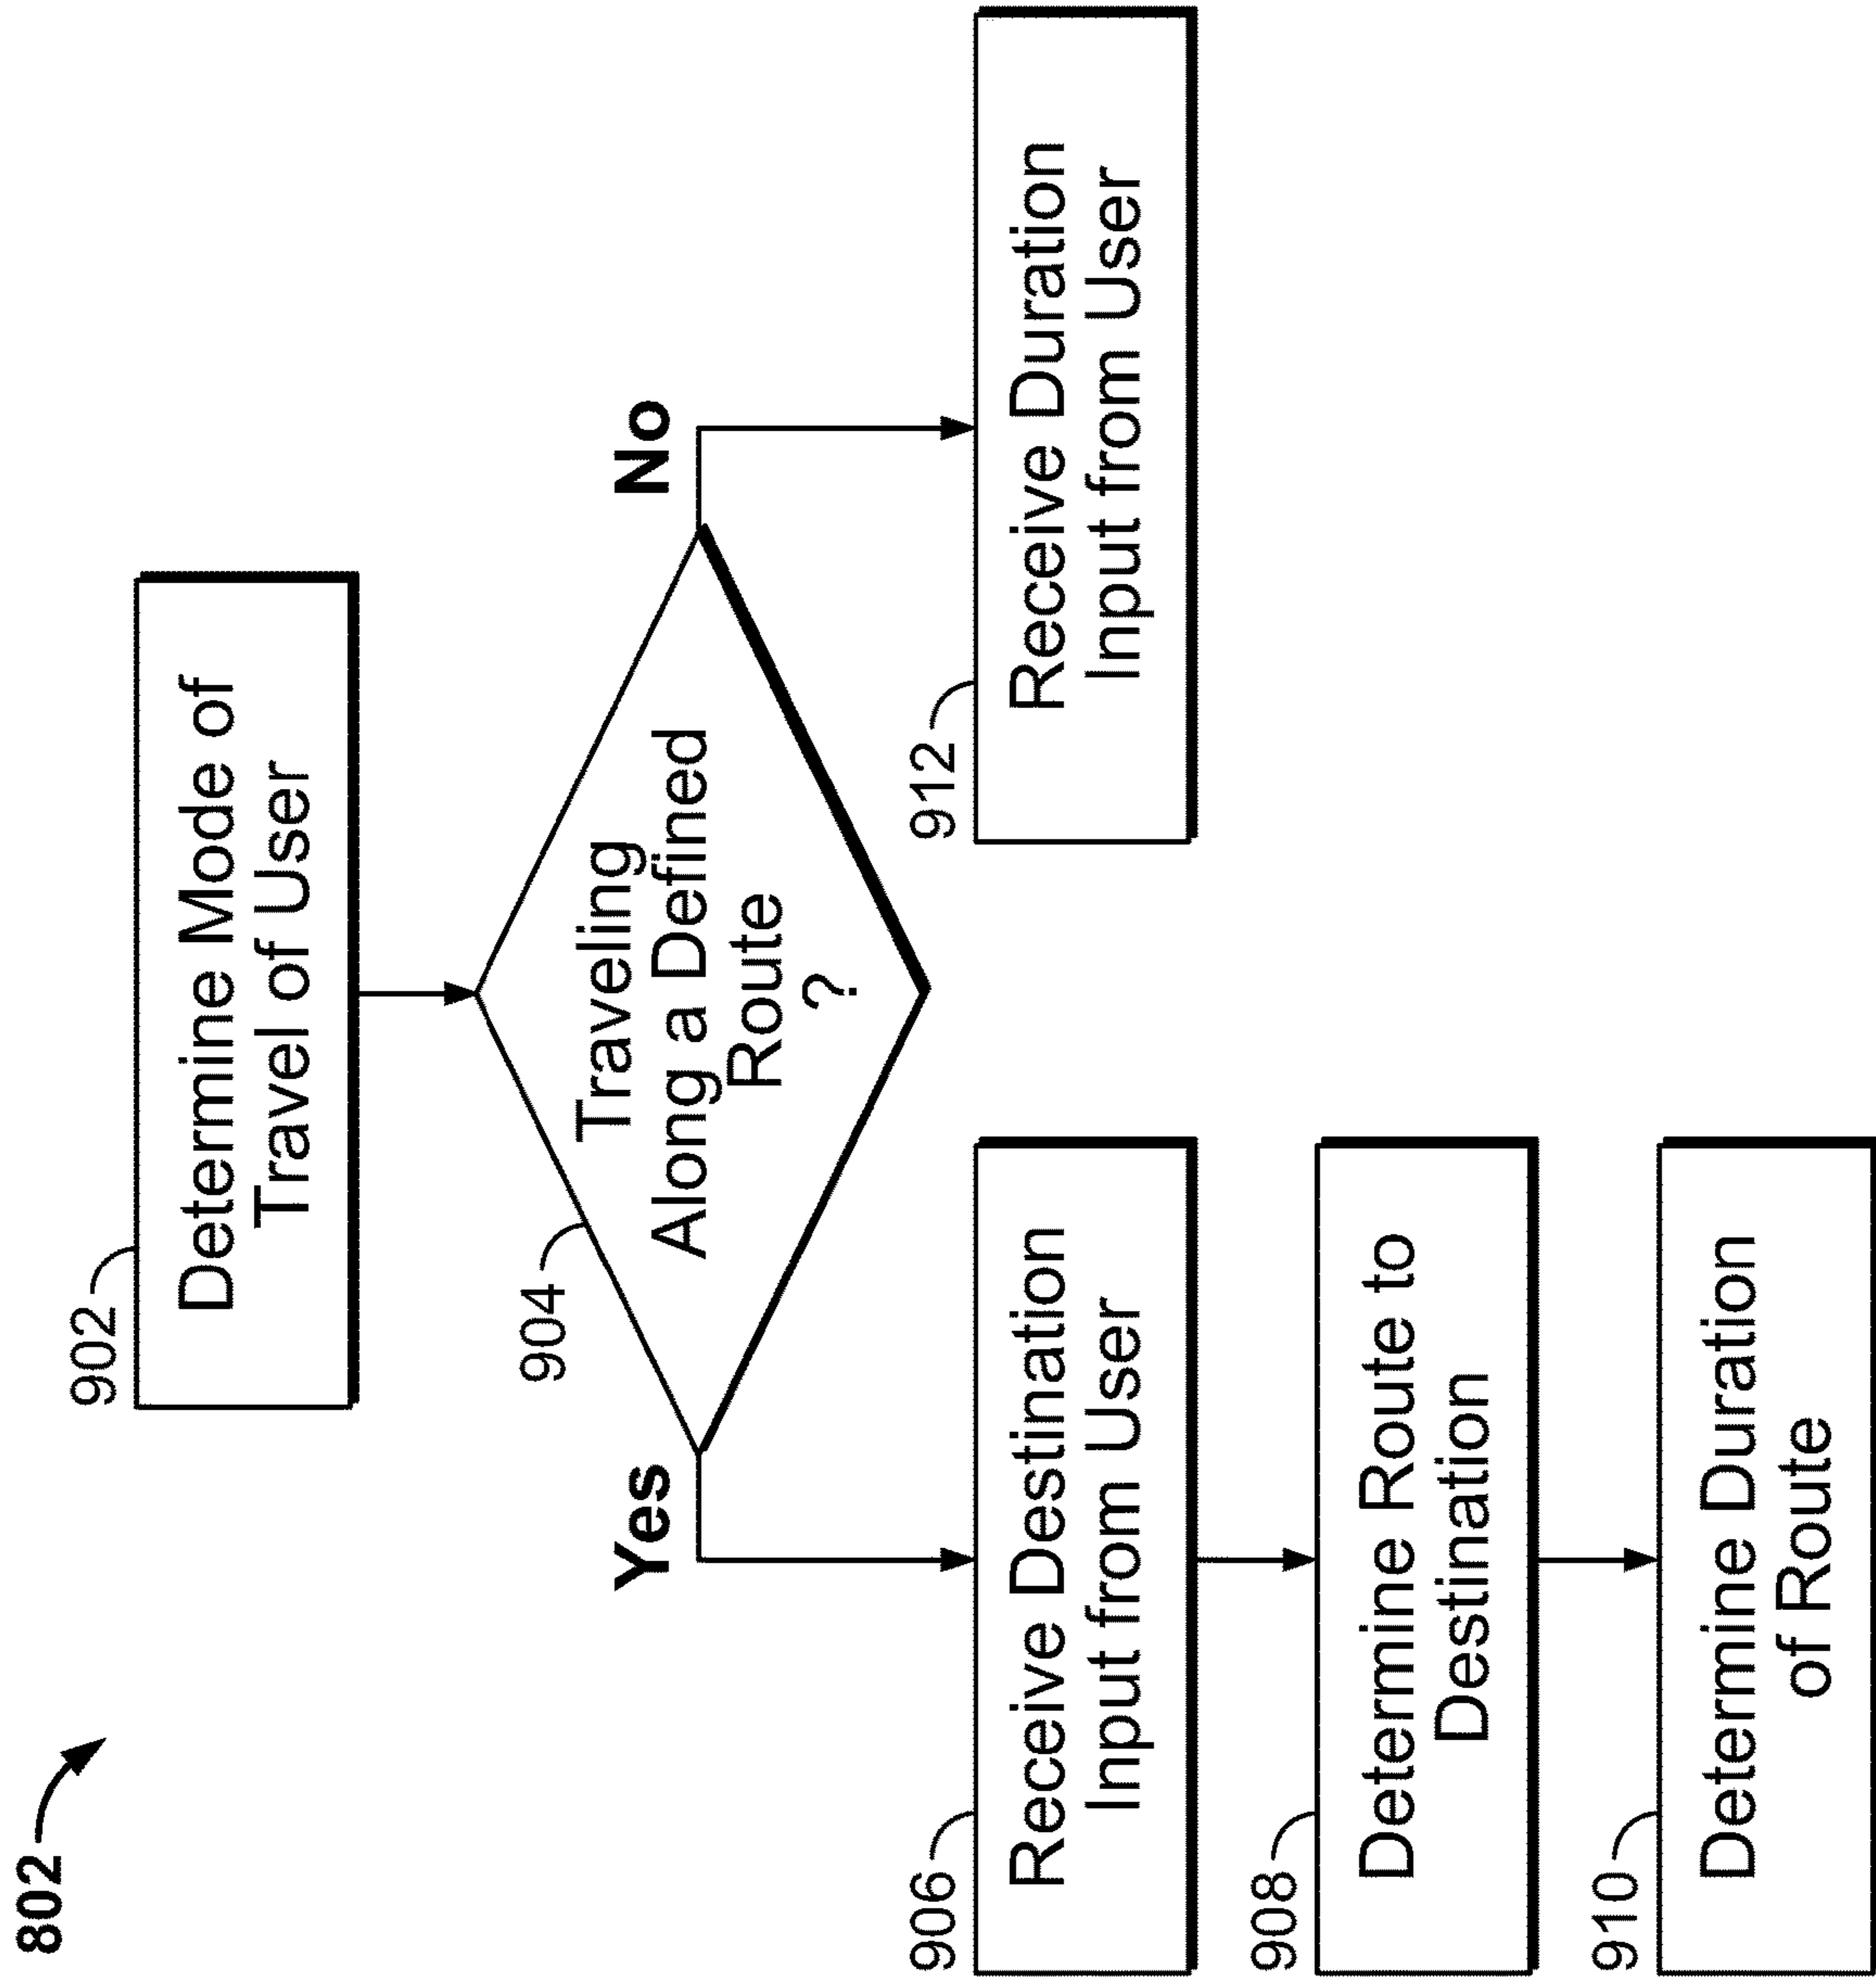 802
902
Determine Mode of
Travel of User
904
Traveling
Along a Defined
Route
?
Yes
No
906
Receive Destination
Input from User
912
Receive Duration
Input from User
908
Determine Route to
Destination
910
Determine Duration
of Route